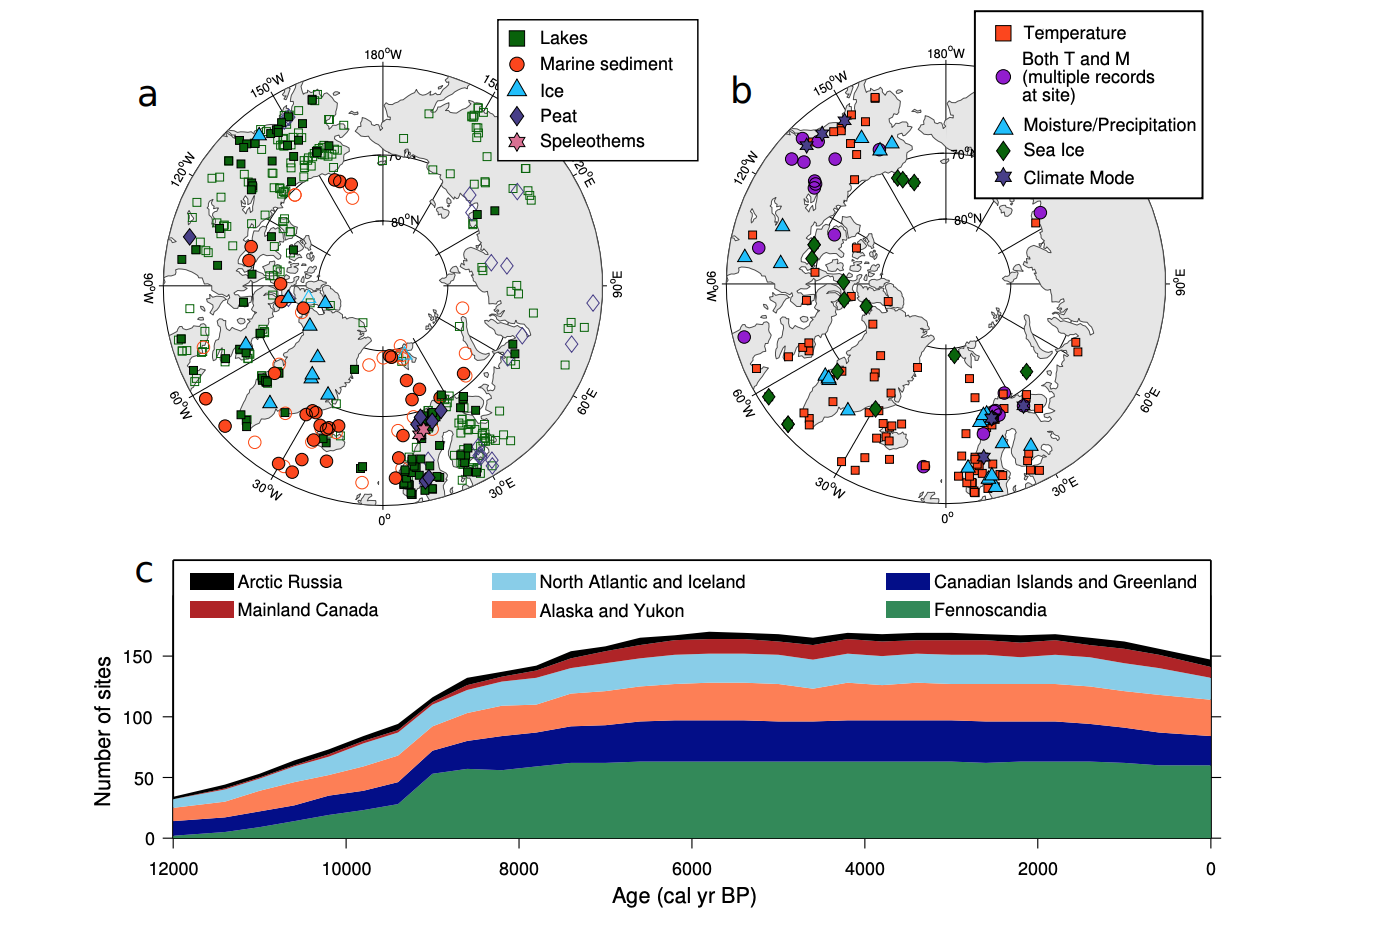 a
Lakes
Marine sediment
Ice
Peat
Speleothems
180°W
150°W
15
120°W
20°E
70°
80°N
90°W
90°E
60°W
60°E
30°W
30°E
0°
b
Temperature
Both T and M
(multiple records
at site)
Moisture/Precipitation
Sea Ice
Climate Mode
180°W
150°W
120°W
70°
80°N
90°W
90°E
60°W
60°E
30°W
30°E
0°
c
Arctic Russia
North Atlantic and Iceland
Canadian Islands and Greenland
Mainland Canada
Alaska and Yukon
Fennoscandia
Number of sites
150
100
50
0
12000
10000
8000
6000
4000
2000
0
Age (cal yr BP)